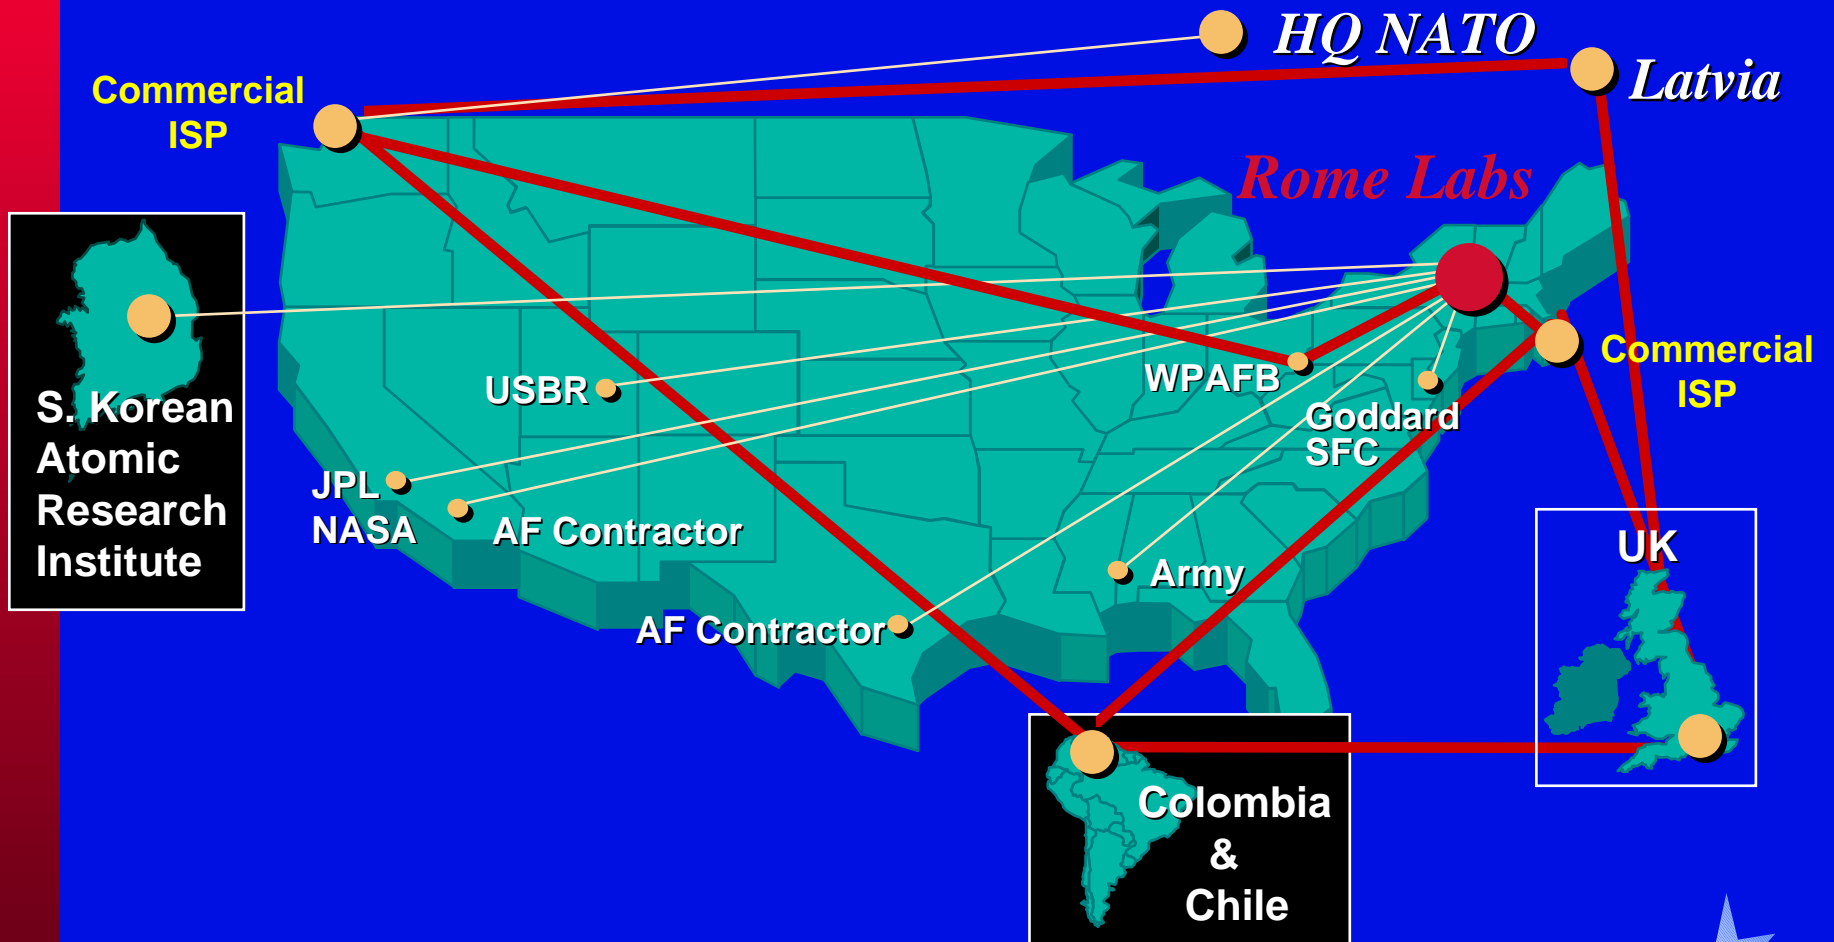 HQ NATO
Latvia
Commercial
ISP
Rome Labs
S. Korean
Atomic
Research
Institute
USBR
WPAFB
Commercial
ISP
Goddard
SFC
JPL
NASA
AF Contractor
Army
AF Contractor
UK
Colombia
&
Chile